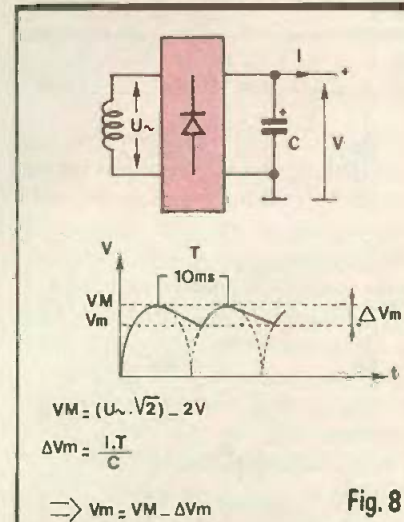 I
+
U~
+
C
V
V
T
10ms
VM
Vm
ΔVm
t
VM = (U~.√2) _ 2V
ΔVm = I.T
C
⇒ Vm = VM _ ΔVm
Fig. 8